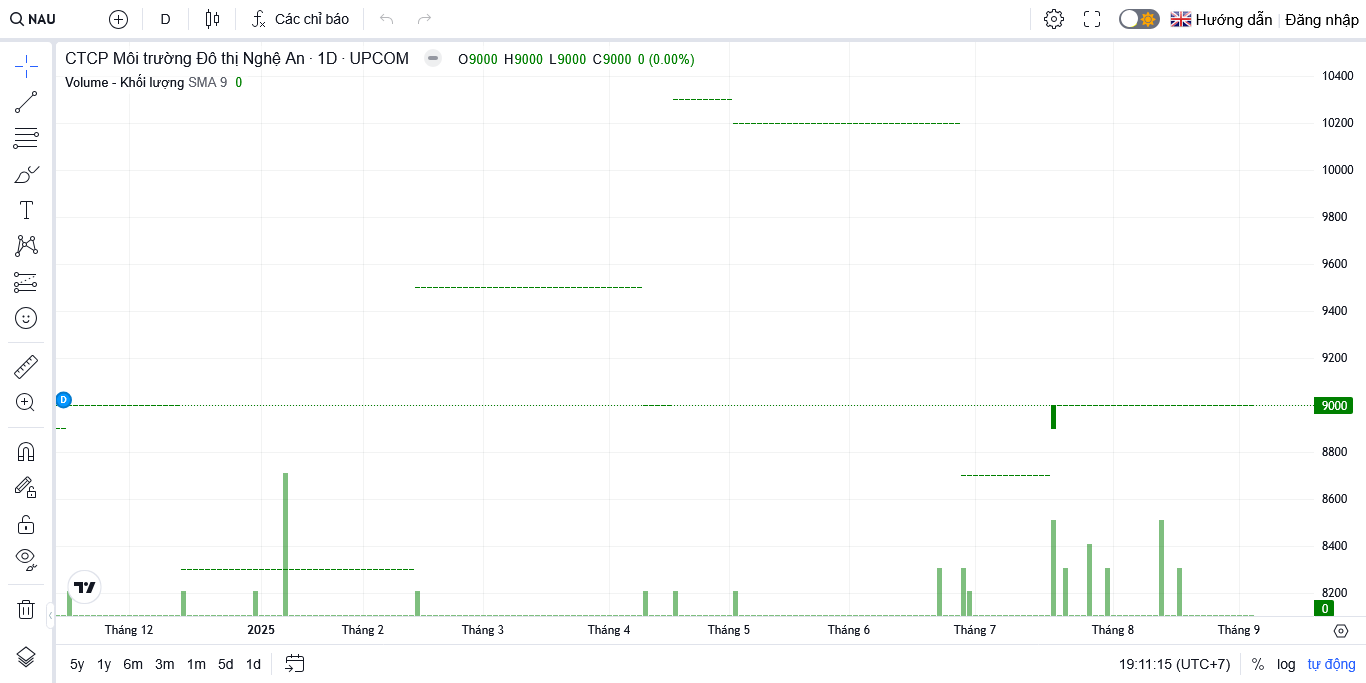 NAU D Các chỉ báo Hướng dẫn Đăng nhập
CTCP Môi trường Đô thị Nghệ An · 1D · UPCOM O9000 H9000 L9000 C9000 0 (0.00%)
Volume - Khối lượng SMA 9 0
10400
10200
10000
9800
9600
9400
9200
D
9000
8800
8600
8400
8200
0
Tháng 12 2025 Tháng 2 Tháng 3 Tháng 4 Tháng 5 Tháng 6 Tháng 7 Tháng 8 Tháng 9
5y 1y 6m 3m 1m 5d 1d 19:11:15 (UTC+7) % log tự động